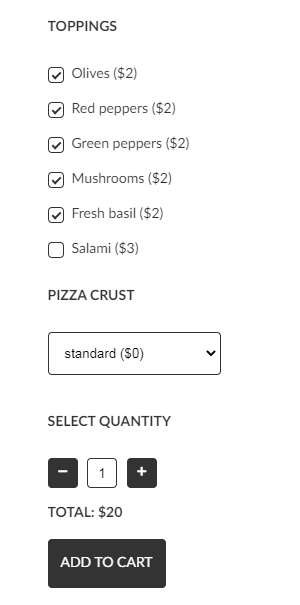 TOPPINGS
Olives ($2)
Red peppers ($2)
Green peppers ($2)
Mushrooms ($2)
Fresh basil ($2)
Salami ($3)
PIZZA CRUST
standard ($0)
SELECT QUANTITY
- 1 +
TOTAL: $20
ADD TO CART